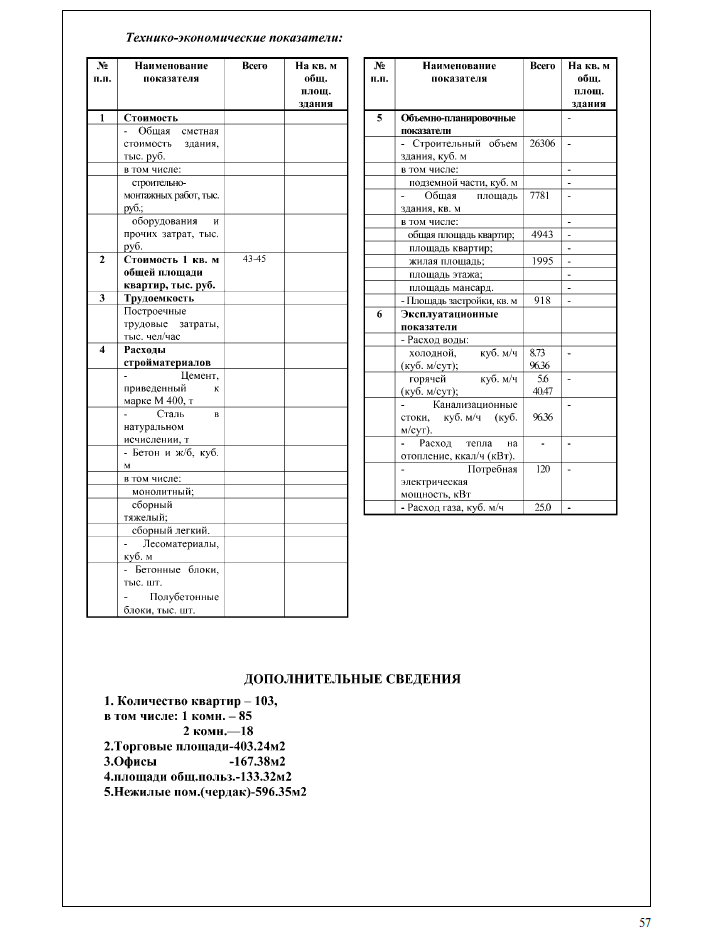 Технико-экономические показатели:
№ п.п. Наименование показателя Всего На кв. м общ. площ. здания
1 Стоимость
- Общая сметная
стоимость здания,
тыс. руб.
в том числе:
строительно-
монтажных работ, тыс.
руб.;
оборудования и
прочих затрат, тыс.
руб.
2 Стоимость 1 кв. м 43-45
общей площади
квартир, тыс. руб.
3 Трудоемкость
Построечные
трудовые затраты,
тыс. чел/час
4 Расходы
стройматериалов
- Цемент,
приведенный к
марке М 400, т
- Сталь в
натуральном
исчислении, т
- Бетон и ж/б, куб.
м
в том числе:
монолитный;
сборный
тяжелый;
сборный легкий.
- Лесоматериалы,
куб. м
- Бетонные блоки,
тыс. шт.
- Полубетонные
блоки, тыс. шт.
№ п.п. Наименование показателя Всего На кв. м общ. площ. здания
5 Объемно-планировочные -
показатели
- Строительный объем 26306 -
здания, куб. м
в том числе: -
подземной части, куб. м -
- Общая площадь 7781 -
здания, кв. м
в том числе: -
общая площадь квартир; 4943 -
площадь квартир; -
жилая площадь; 1995 -
площадь этажа; -
площадь мансард. -
- Площадь застройки, кв. м 918 -
6 Эксплуатационные
показатели
- Расход воды:
холодной, куб. м/ч 8.73 -
(куб. м/сут); 96.36
горячей куб. м/ч 5.6 -
(куб. м/сут); 40.47
- Канализационные -
стоки, куб. м/ч (куб. 96.36
м/сут).
- Расход тепла на - -
отопление, ккал/ч (кВт).
- Потребная 120 -
электрическая
мощность, кВт
- Расход газа, куб. м/ч 25.0 -
ДОПОЛНИТЕЛЬНЫЕ СВЕДЕНИЯ
1. Количество квартир – 103,
в том числе: 1 комн. – 85
2 комн.—18
2.Торговые площади-403.24м2
3.Офисы -167.38м2
4.площади общ.польз.-133.32м2
5.Нежилые пом.(чердак)-596.35м2
57